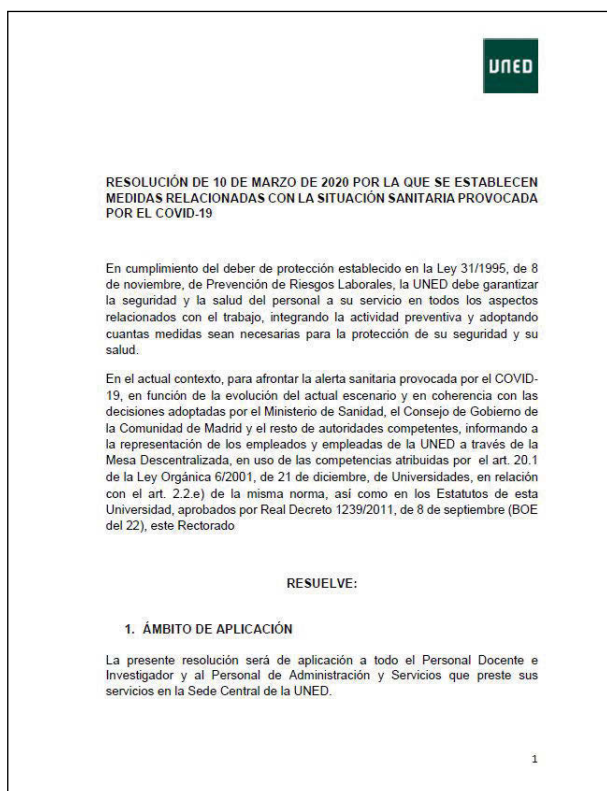 UNED
RESOLUCIÓN DE 10 DE MARZO DE 2020 POR LA QUE SE ESTABLECEN
MEDIDAS RELACIONADAS CON LA SITUACIÓN SANITARIA PROVOCADA
POR EL COVID-19
En cumplimiento del deber de protección establecido en la Ley 31/1995, de 8
de noviembre, de Prevención de Riesgos Laborales, la UNED debe garantizar
la seguridad y la salud del personal a su servicio en todos los aspectos
relacionados con el trabajo, integrando la actividad preventiva y adoptando
cuantas medidas sean necesarias para la protección de su seguridad y su
salud.
En el actual contexto, para afrontar la alerta sanitaria provocada por el COVID-
19, en función de la evolución del actual escenario y en coherencia con las
decisiones adoptadas por el Ministerio de Sanidad, el Consejo de Gobierno de
la Comunidad de Madrid y el resto de autoridades competentes, informando a
la representación de los empleados y empleadas de la UNED a través de la
Mesa Descentralizada, en uso de las competencias atribuidas por el art. 20.1
de la Ley Orgánica 6/2001, de 21 de diciembre, de Universidades, en relación
con el art. 2.2.e) de la misma norma, así como en los Estatutos de esta
Universidad, aprobados por Real Decreto 1239/2011, de 8 de septiembre (BOE
del 22), este Rectorado
RESUELVE:
1. ÁMBITO DE APLICACIÓN
La presente resolución será de aplicación a todo el Personal Docente e
Investigador y al Personal de Administración y Servicios que preste sus
servicios en la Sede Central de la UNED.
1